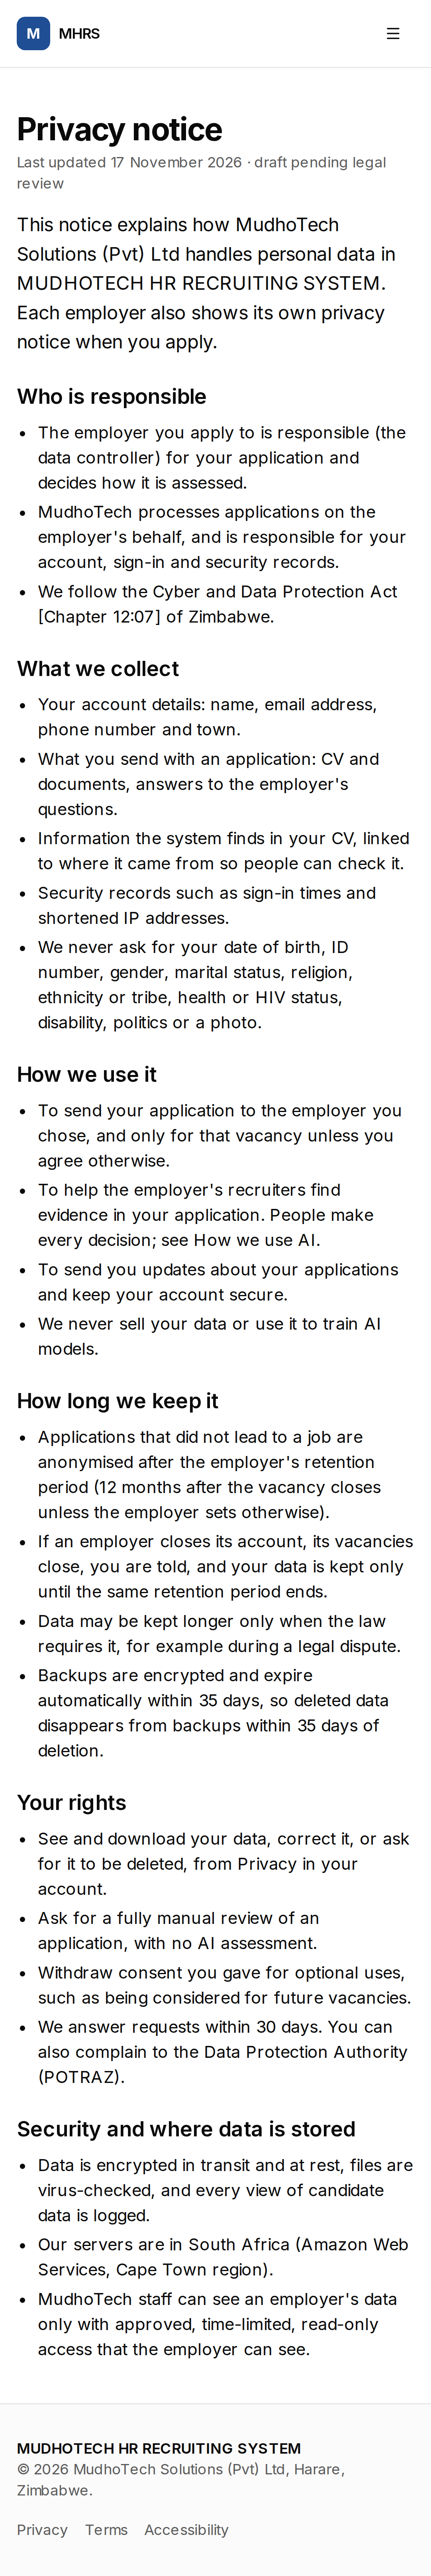 M MHRS
Privacy notice
Last updated 17 November 2026 · draft pending legal
review
This notice explains how MudhoTech
Solutions (Pvt) Ltd handles personal data in
MUDHOTECH HR RECRUITING SYSTEM.
Each employer also shows its own privacy
notice when you apply.
Who is responsible
• The employer you apply to is responsible (the
data controller) for your application and
decides how it is assessed.
• MudhoTech processes applications on the
employer's behalf, and is responsible for your
account, sign-in and security records.
• We follow the Cyber and Data Protection Act
[Chapter 12:07] of Zimbabwe.
What we collect
• Your account details: name, email address,
phone number and town.
• What you send with an application: CV and
documents, answers to the employer's
questions.
• Information the system finds in your CV, linked
to where it came from so people can check it.
• Security records such as sign-in times and
shortened IP addresses.
• We never ask for your date of birth, ID
number, gender, marital status, religion,
ethnicity or tribe, health or HIV status,
disability, politics or a photo.
How we use it
• To send your application to the employer you
chose, and only for that vacancy unless you
agree otherwise.
• To help the employer's recruiters find
evidence in your application. People make
every decision; see How we use AI.
• To send you updates about your applications
and keep your account secure.
• We never sell your data or use it to train AI
models.
How long we keep it
• Applications that did not lead to a job are
anonymised after the employer's retention
period (12 months after the vacancy closes
unless the employer sets otherwise).
• If an employer closes its account, its vacancies
close, you are told, and your data is kept only
until the same retention period ends.
• Data may be kept longer only when the law
requires it, for example during a legal dispute.
• Backups are encrypted and expire
automatically within 35 days, so deleted data
disappears from backups within 35 days of
deletion.
Your rights
• See and download your data, correct it, or ask
for it to be deleted, from Privacy in your
account.
• Ask for a fully manual review of an
application, with no AI assessment.
• Withdraw consent you gave for optional uses,
such as being considered for future vacancies.
• We answer requests within 30 days. You can
also complain to the Data Protection Authority
(POTRAZ).
Security and where data is stored
• Data is encrypted in transit and at rest, files are
virus-checked, and every view of candidate
data is logged.
• Our servers are in South Africa (Amazon Web
Services, Cape Town region).
• MudhoTech staff can see an employer's data
only with approved, time-limited, read-only
access that the employer can see.
MUDHOTECH HR RECRUITING SYSTEM
© 2026 MudhoTech Solutions (Pvt) Ltd, Harare,
Zimbabwe.
Privacy Terms Accessibility